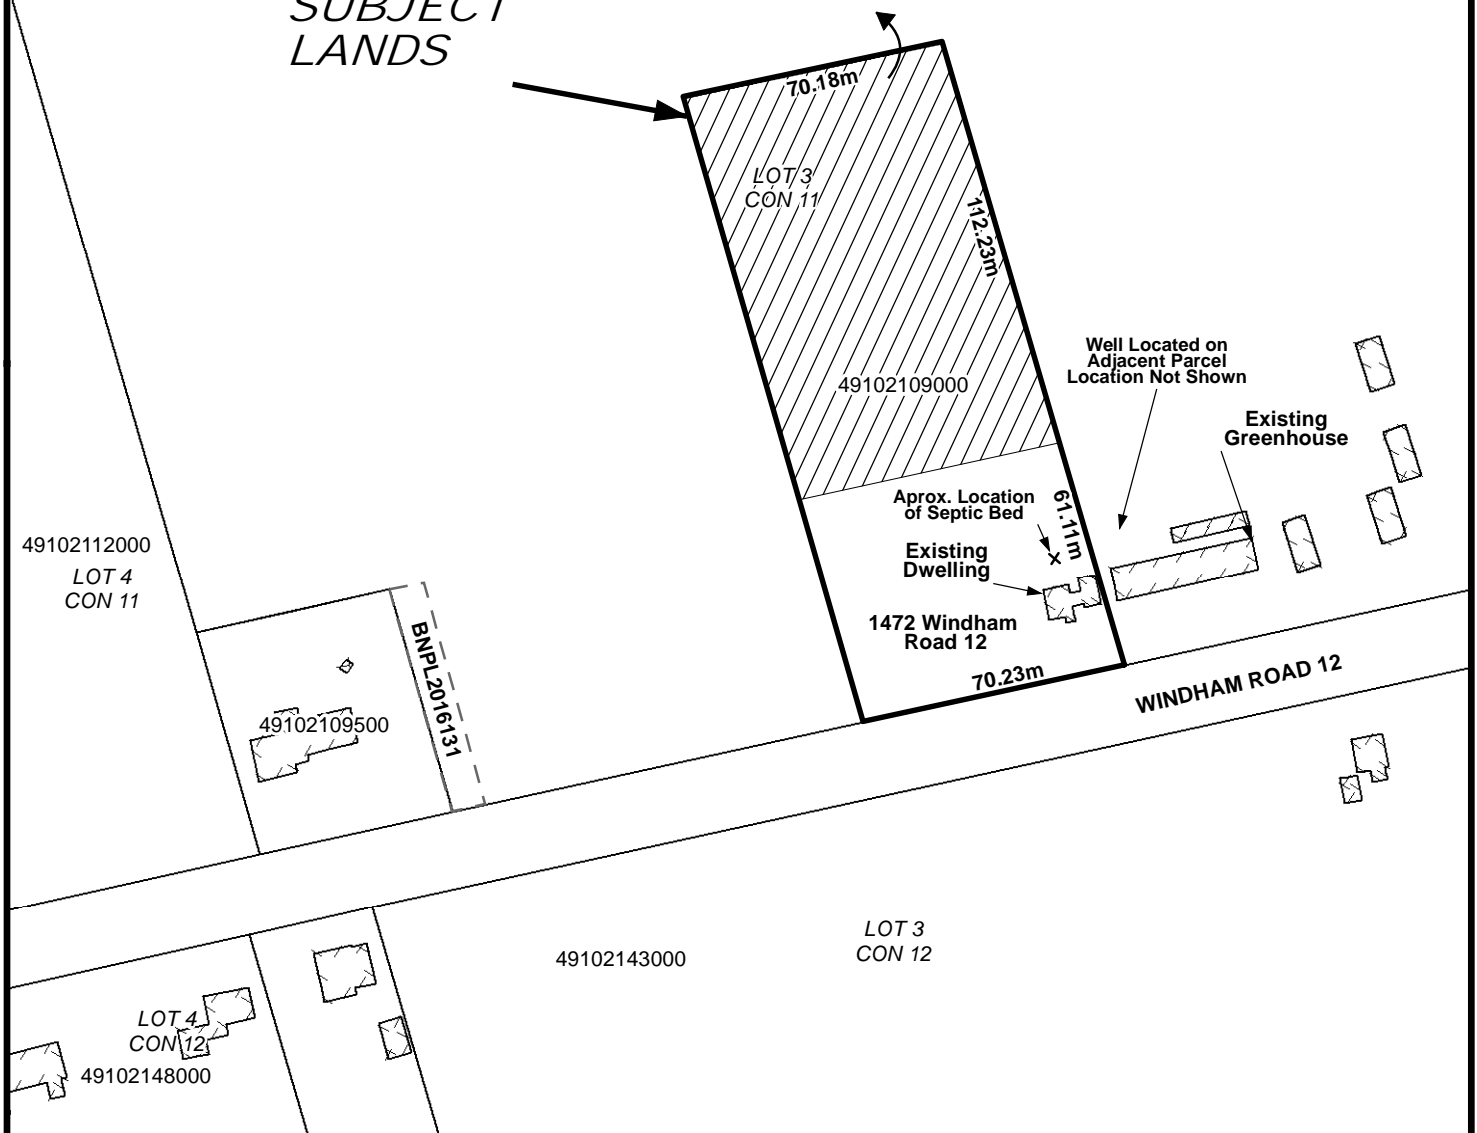 SUBJECT
LANDS
70.18m
LOT 3
CON 11
112.23m
Well Located on
Adjacent Parcel
Location Not Shown
49102109000
Existing
Greenhouse
Aprox. Location
of Septic Bed
61.11m
49102112000
LOT 4
CON 11
Existing
Dwelling
1472 Windham
Road 12
BNPL2016131
70.23m
WINDHAM ROAD 12
49102109500
LOT 3
CON 12
49102143000
LOT 4
CON 12
49102148000